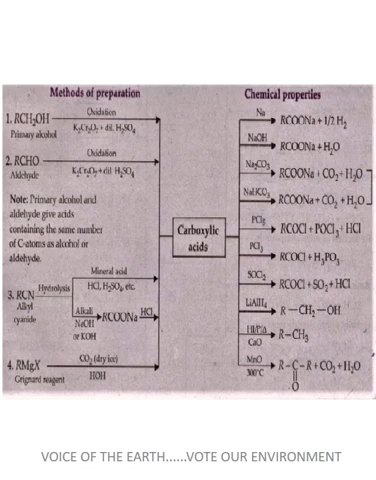 Methods of preparation
Chemical properties
1. RCH₂OH
Primary alcohol
Oxidation
K₂Cr₂O₇ + dil. H₂SO₄
2. RCHO
Aldehyde
Oxidation
K₂Cr₂O₇ + dil H₂SO₄
Note: Primary alcohol and
aldehyde give acids
containing the same number
of C-atoms as alcohol or
aldehyde.
3. RCN
Alkyl
cyanide
Hydrolysis
Mineral acid
HCl, H₂SO₄, etc.
Alkali
NaOH
or KOH
RCOONa
HCl
4. RMgX
Grignard reagent
CO₂ (dry ice)
HOH
Carboxylic
acids
Na
RCOONa + 1/2 H₂
NaOH
RCOONa + H₂O
Na₂CO₃
RCOONa + CO₂ + H₂O
NaHCO₃
RCOONa + CO₂ + H₂O
PCl₅
RCOCl + POCl₃ + HCl
PCl₃
RCOCl + H₃PO₃
SOCl₂
RCOCl + SO₂ + HCl
LiAlH₄
R — CH₂ — OH
HI/P/Δ
R — CH₃
CaO
MnO
300°C
R – C – R + CO₂ + H₂O
O
VOICE OF THE EARTH......VOTE OUR ENVIRONMENT